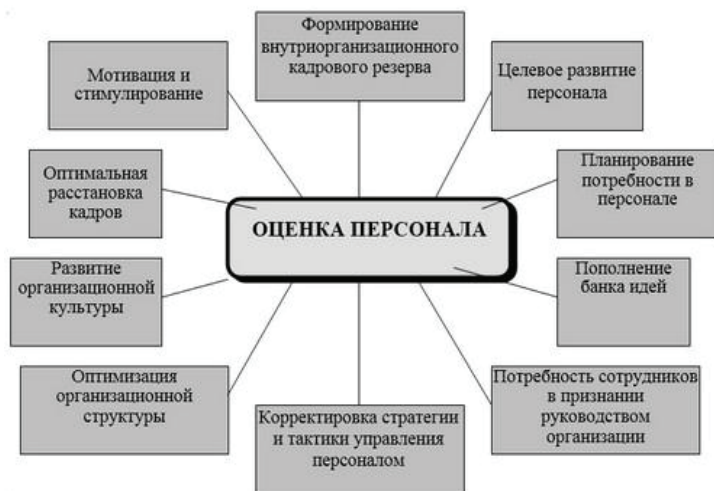 Формирование
внутриорганизационного
кадрового резерва
Мотивация и
стимулирование
Целевое развитие
персонала
Оптимальная
расстановка
кадров
Планирование
потребности в
персонале
ОЦЕНКА ПЕРСОНАЛА
Развитие
организационной
культуры
Пополнение
банка идей
Оптимизация
организационной
структуры
Корректировка стратегии
и тактики управления
персоналом
Потребность сотрудников
в признании
руководством
организации